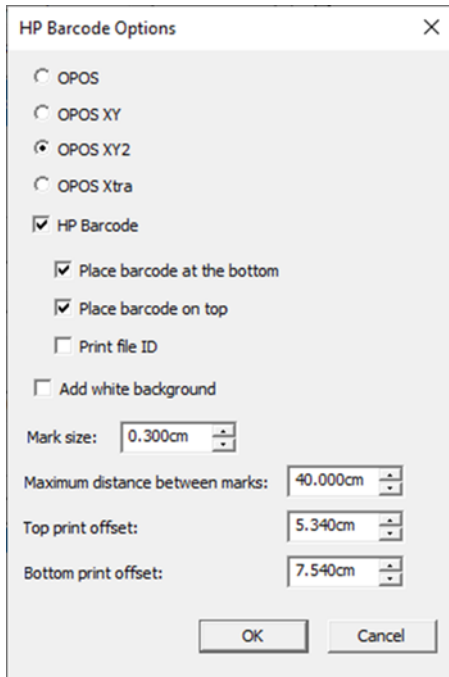 HP Barcode Options
OPOS
OPOS XY
OPOS XY2
OPOS Xtra
HP Barcode
Place barcode at the bottom
Place barcode on top
Print file ID
Add white background
Mark size: 0.300cm
Maximum distance between marks: 40.000cm
Top print offset: 5.340cm
Bottom print offset: 7.540cm
OK Cancel